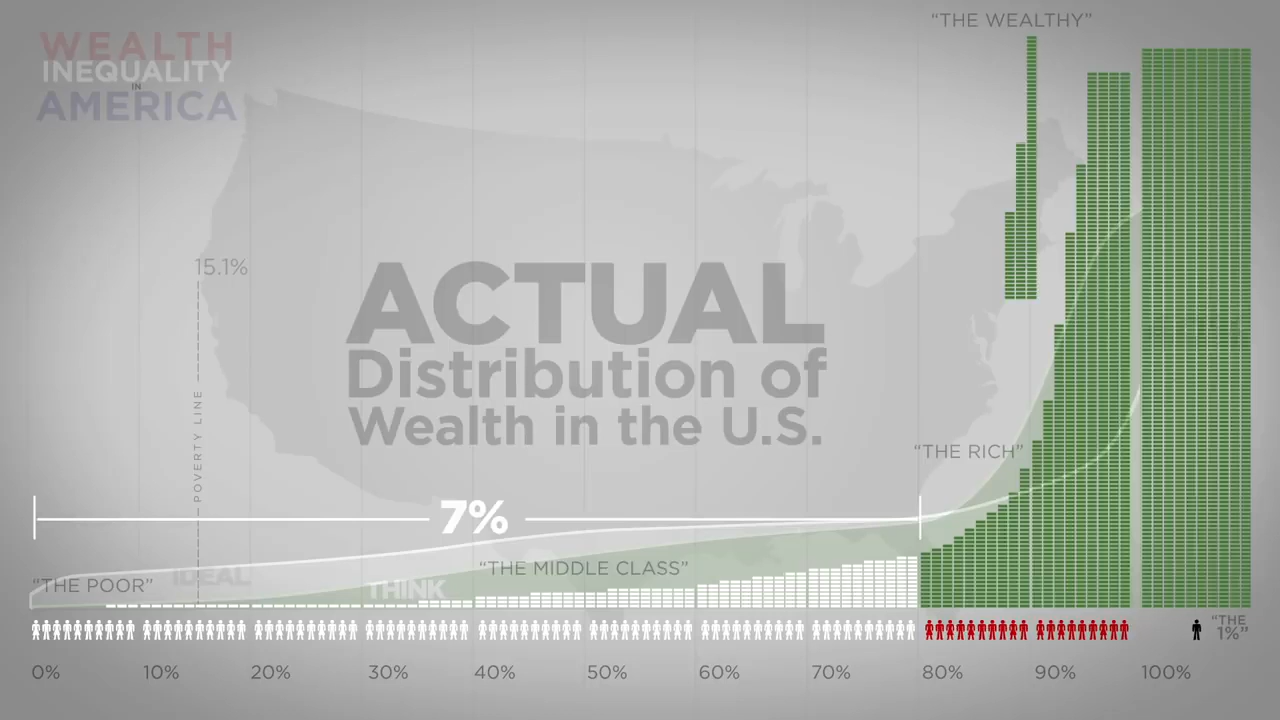 WEALTH
INEQUALITY
IN
AMERICA
“THE WEALTHY”
15.1%
POVERTY LINE
ACTUAL
Distribution of
Wealth in the U.S.
“THE RICH”
7%
“THE MIDDLE CLASS”
“THE POOR”
IDEAL
THINK
“THE
1%”
0% 10% 20% 30% 40% 50% 60% 70% 80% 90% 100%